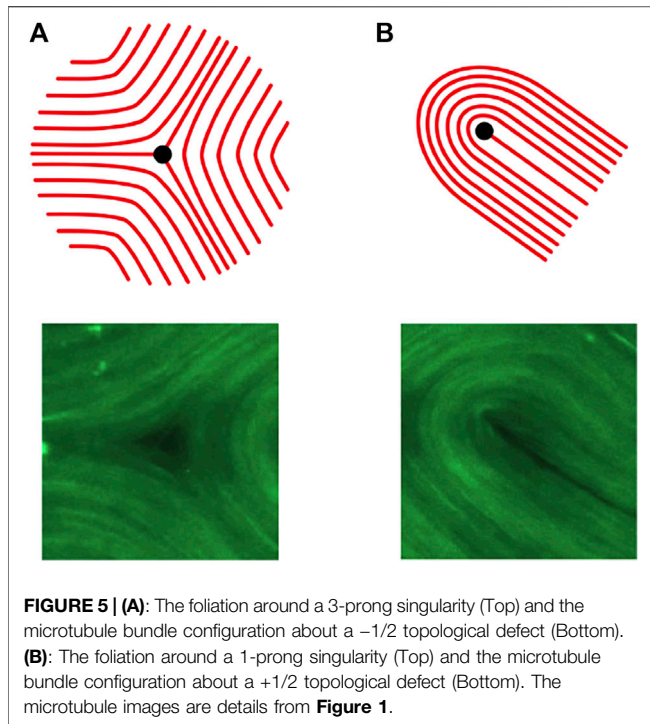 A
B
FIGURE 5 | (A): The foliation around a 3-prong singularity (Top) and the
microtubule bundle configuration about a −1/2 topological defect (Bottom).
(B): The foliation around a 1-prong singularity (Top) and the microtubule
bundle configuration about a +1/2 topological defect (Bottom). The
microtubule images are details from Figure 1.